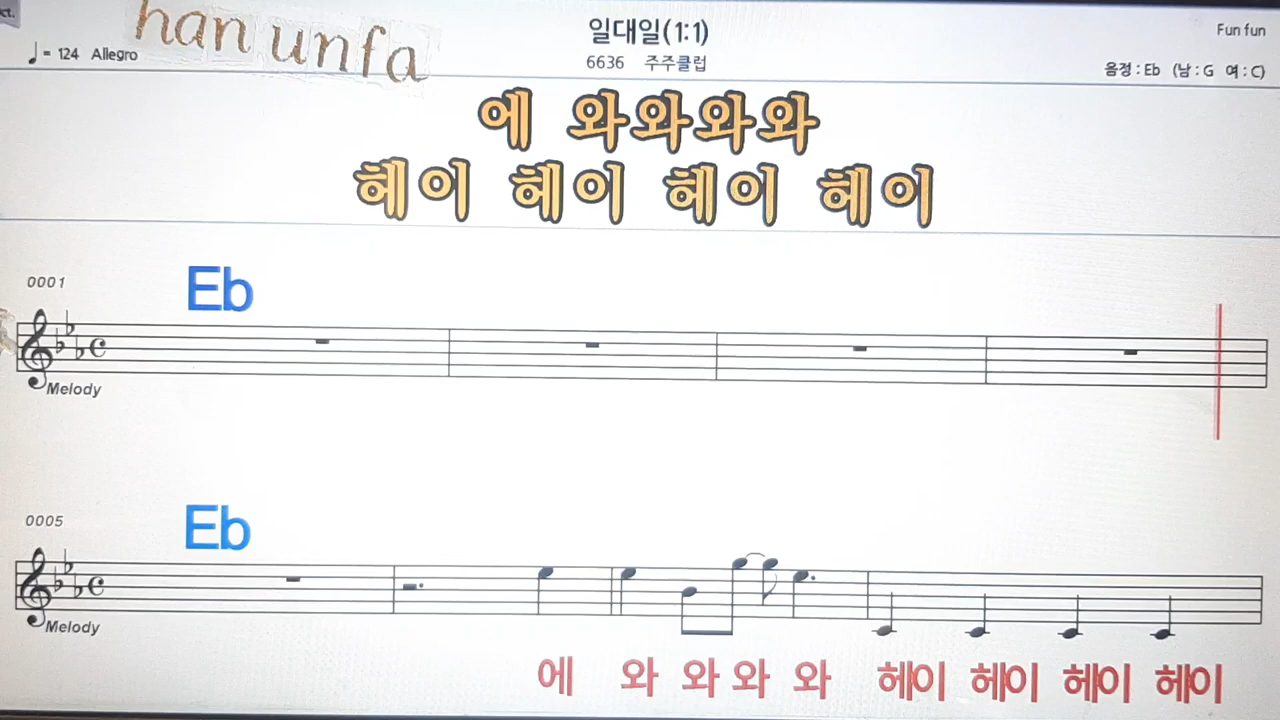 ct.
han unfa
일대일(1:1)
Fun fun
♩= 124 Allegro
6636 주주클럽
음정 : Eb (남 : G 여 : C)
에 와와와와
헤이 헤이 헤이 헤이
0001
Eb
Melody
0005
Eb
Melody
에 와 와 와 와 헤이 헤이 헤이 헤이